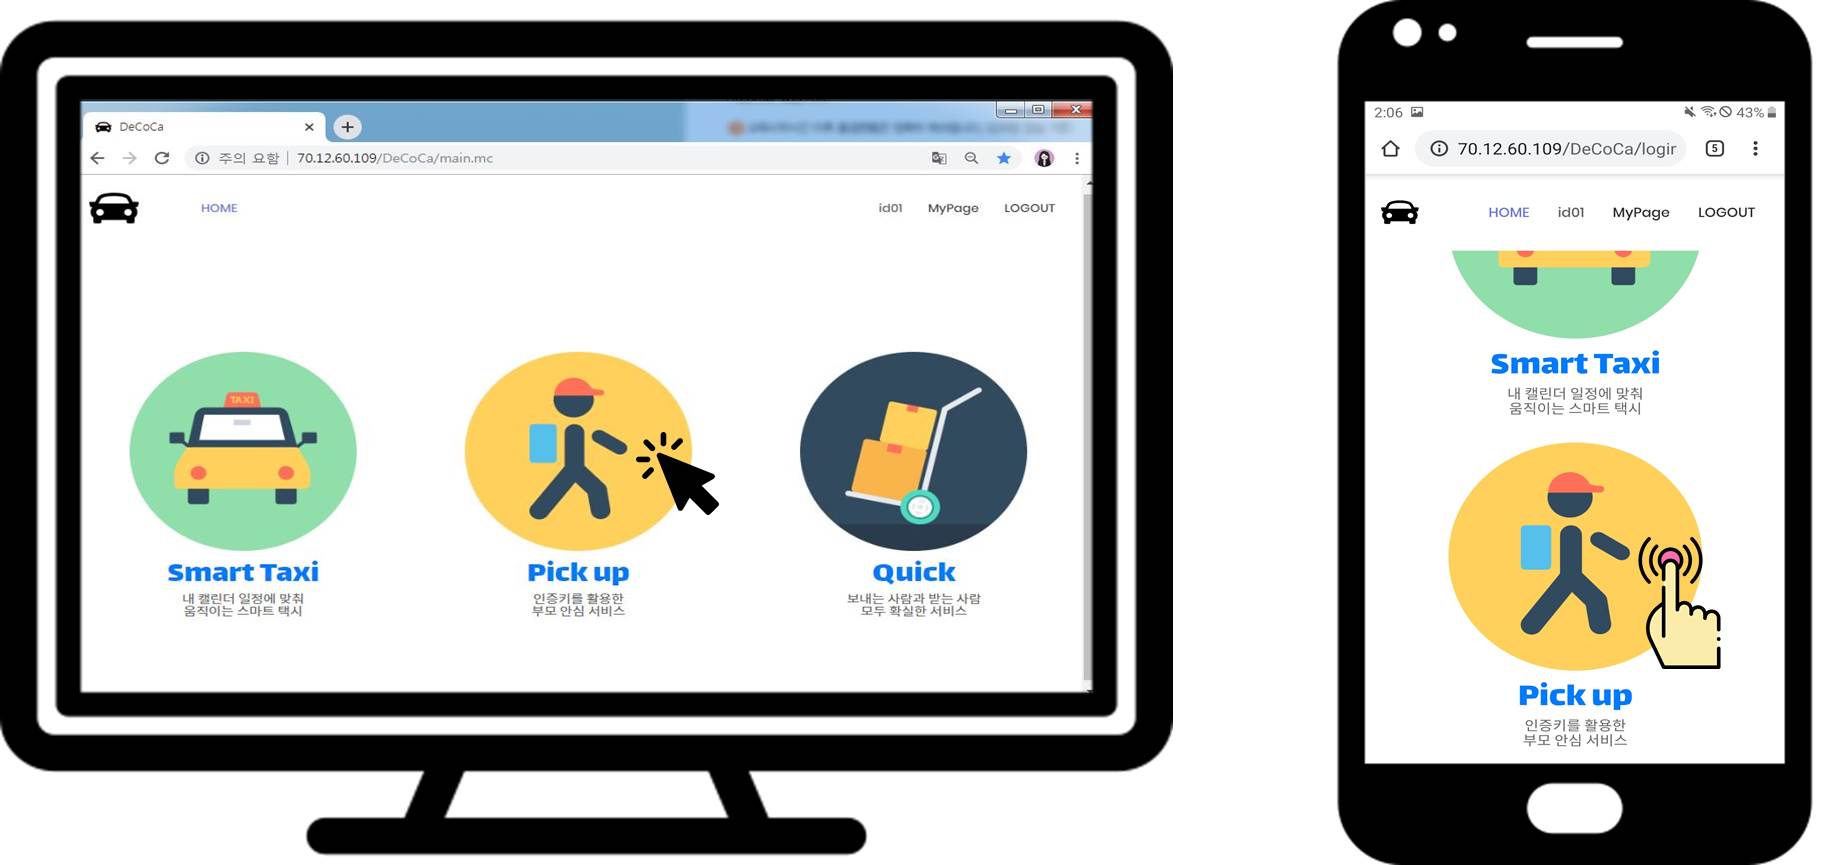 DeCoCa
주의 요함 70.12.60.109/DeCoCa/main.mc
HOME id01 MyPage LOGOUT
TAXI
Smart Taxi
내 캘린더 일정에 맞춰
움직이는 스마트 택시
Pick up
인증키를 활용한
부모 안심 서비스
Quick
보내는 사람과 받는 사람
모두 확실한 서비스
2:06 43%
70.12.60.109/DeCoCa/logir 5
HOME id01 MyPage LOGOUT
Smart Taxi
내 캘린더 일정에 맞춰
움직이는 스마트 택시
Pick up
인증키를 활용한
부모 안심 서비스